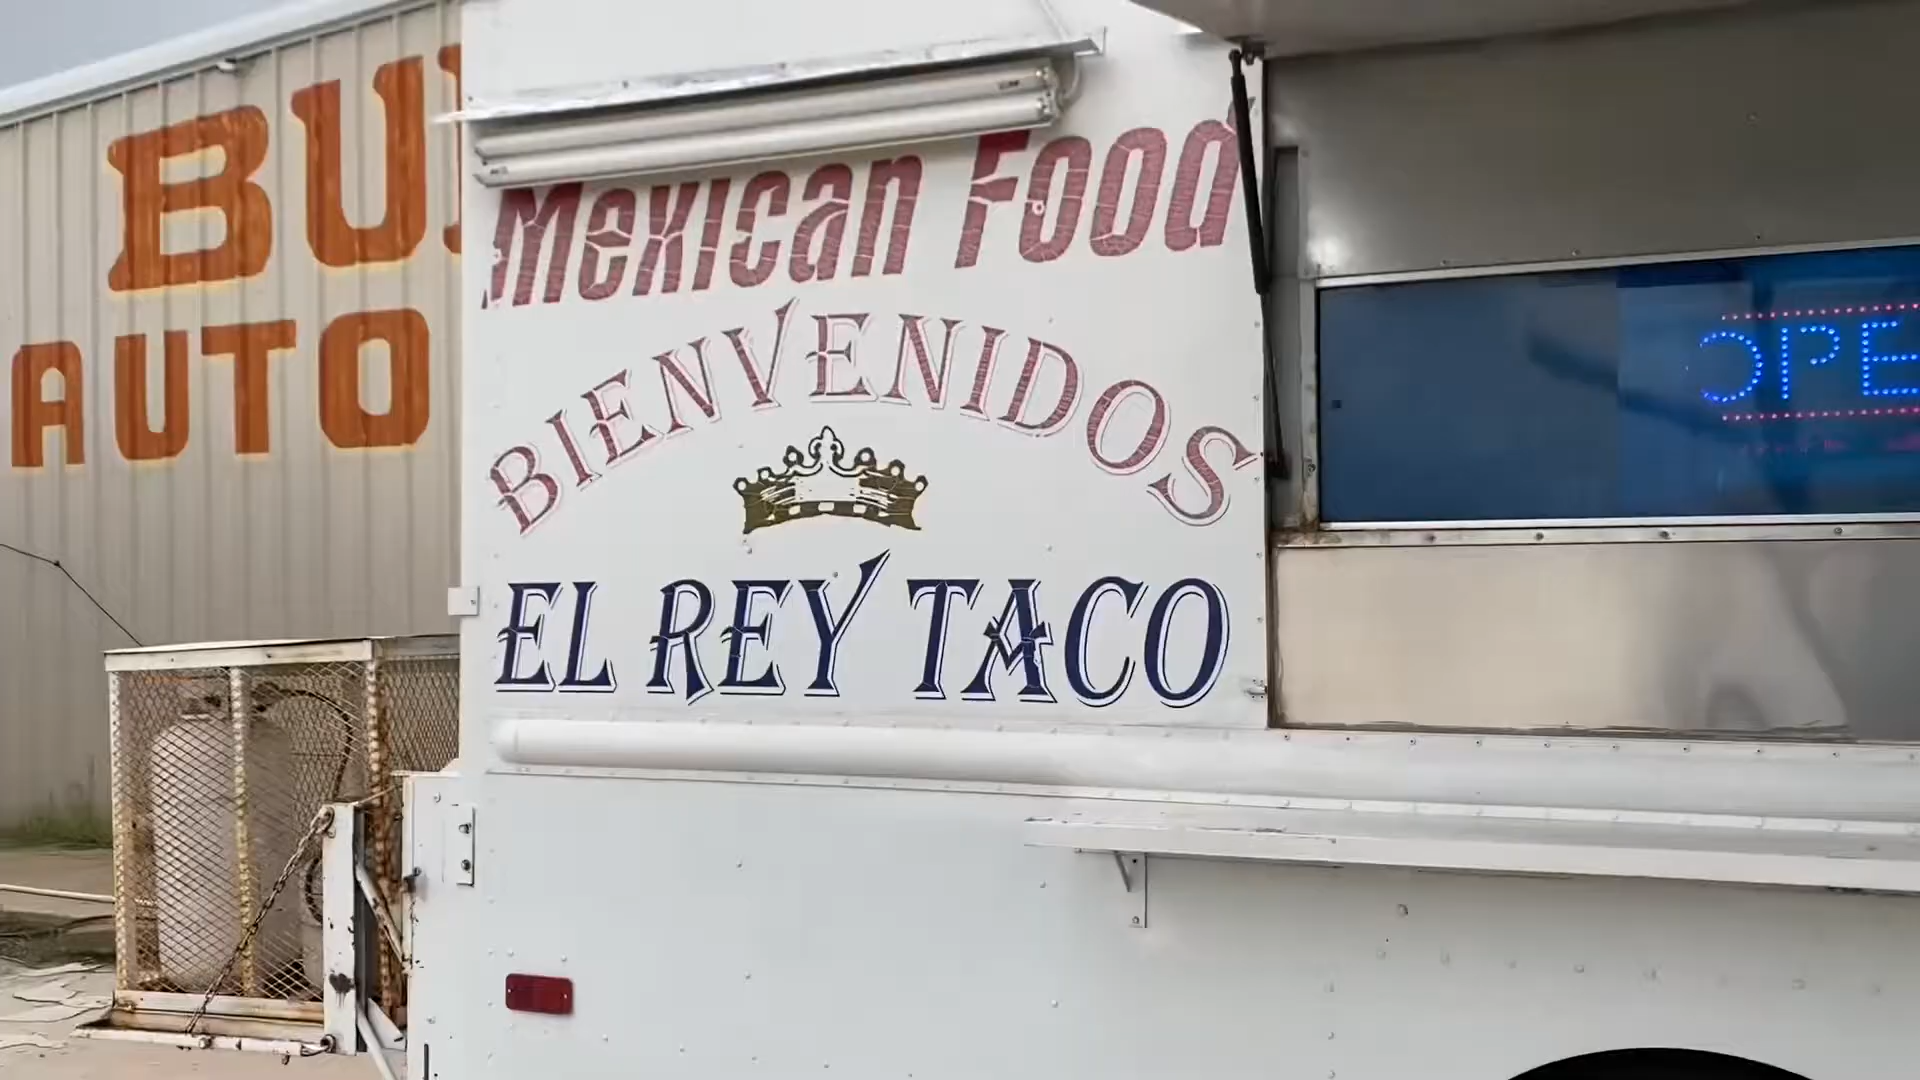 BU
AUTO
Mexican Food
BIENVENIDOS
EL REY TACO
OPE